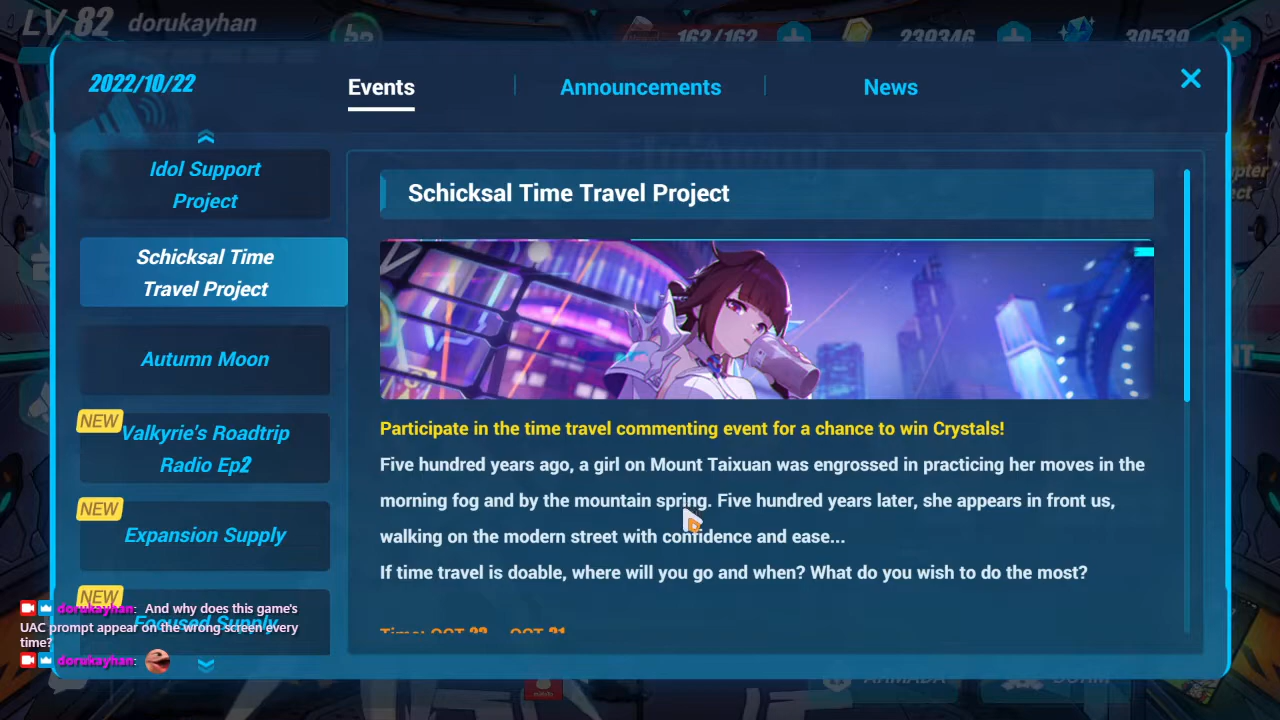 LV.82 dorukayhan
162/162
239346
30539
2022/10/22
Events
Announcements
News
Idol Support
Project
Schicksal Time
Travel Project
Autumn Moon
NEW
Valkyrie's Roadtrip
Radio Ep2
NEW
Expansion Supply
NEW
Focused Supply
Schicksal Time Travel Project
Participate in the time travel commenting event for a chance to win Crystals!
Five hundred years ago, a girl on Mount Taixuan was engrossed in practicing her moves in the
morning fog and by the mountain spring. Five hundred years later, she appears in front us,
walking on the modern street with confidence and ease...
If time travel is doable, where will you go and when? What do you wish to do the most?
dorukayhan: And why does this game's
UAC prompt appear on the wrong screen every
time?
dorukayhan:
ARMADA
DORM